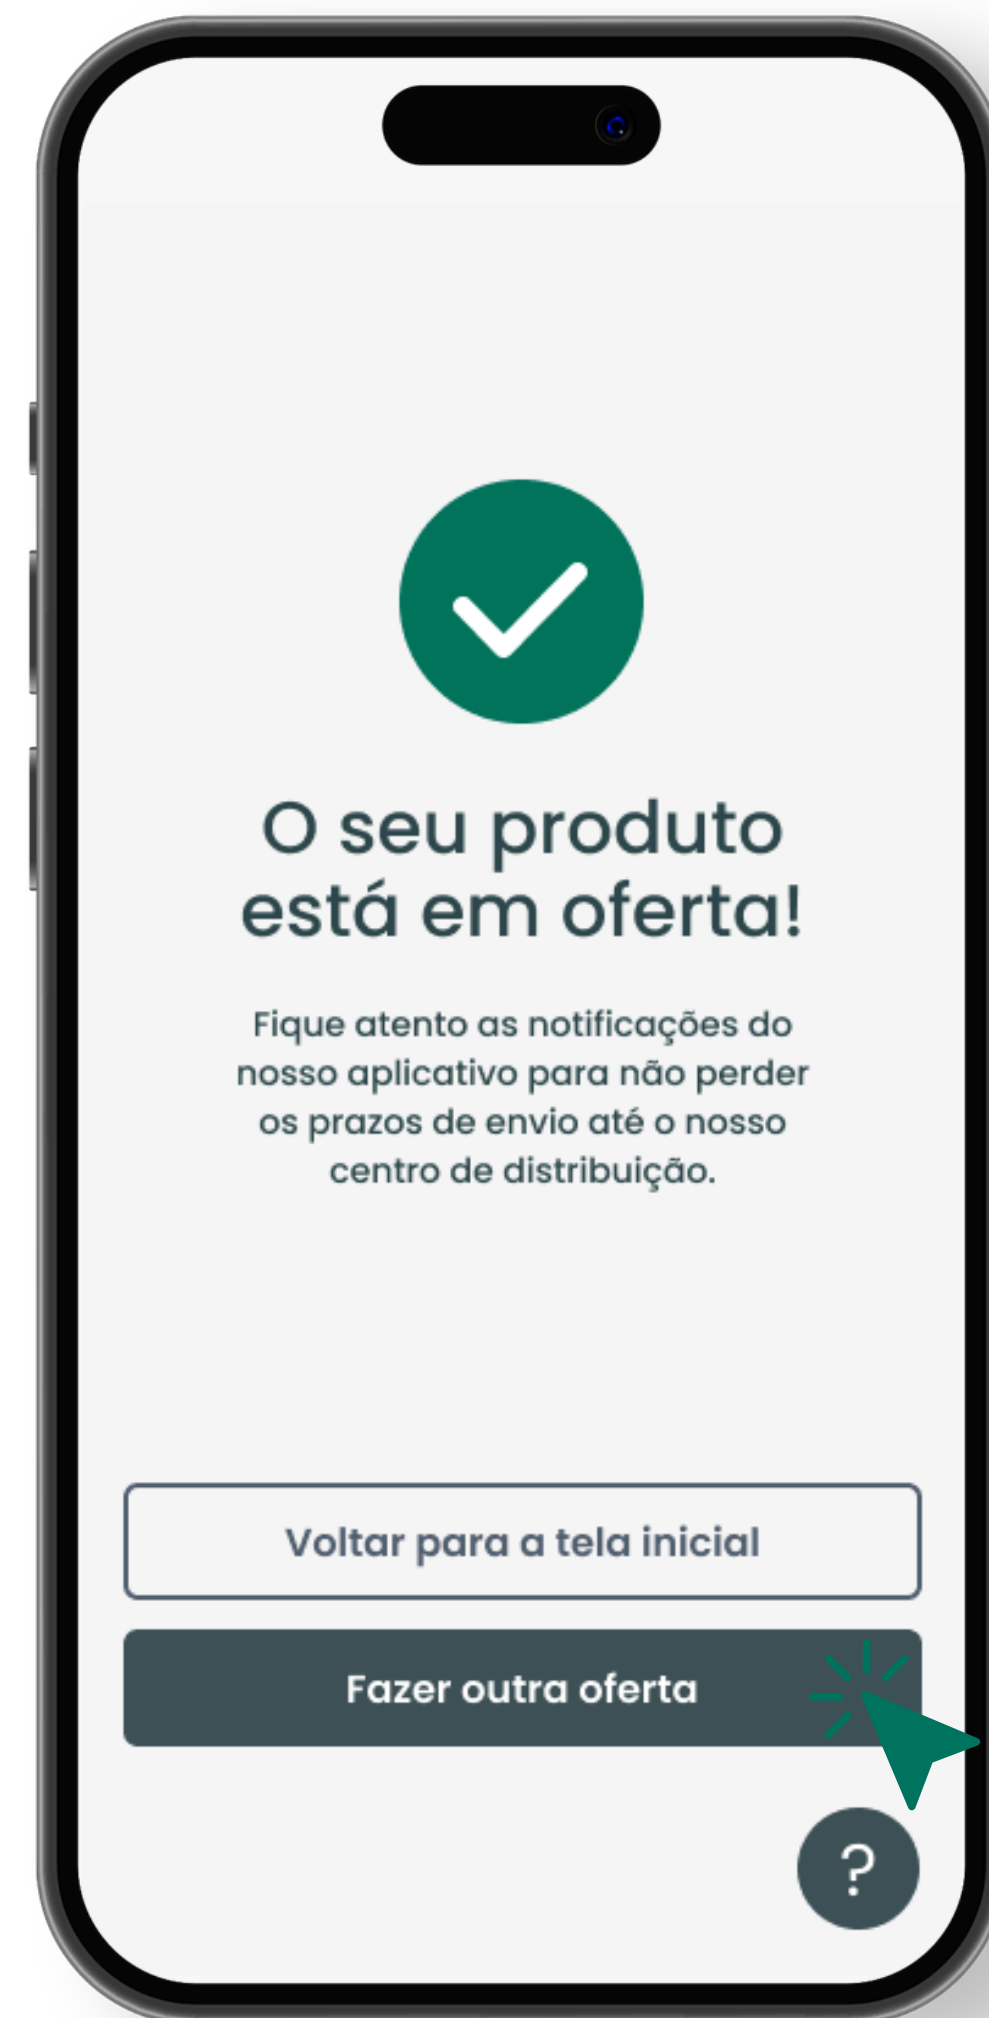 O seu produto
está em oferta!
Fique atento as notificações do
nosso aplicativo para não perder
os prazos de envio até o nosso
centro de distribuição.
Voltar para a tela inicial
Fazer outra oferta
?